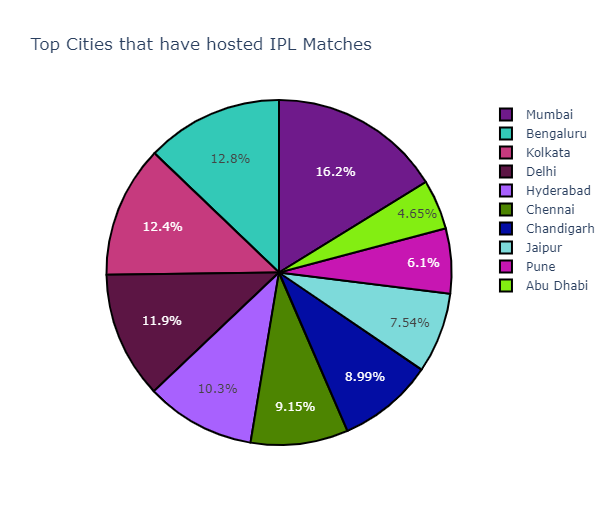 Top Cities that have hosted IPL Matches
Mumbai
Bengaluru
Kolkata
Delhi
Hyderabad
Chennai
Chandigarh
Jaipur
Pune
Abu Dhabi
12.8%
16.2%
4.65%
12.4%
6.1%
11.9%
7.54%
10.3%
8.99%
9.15%